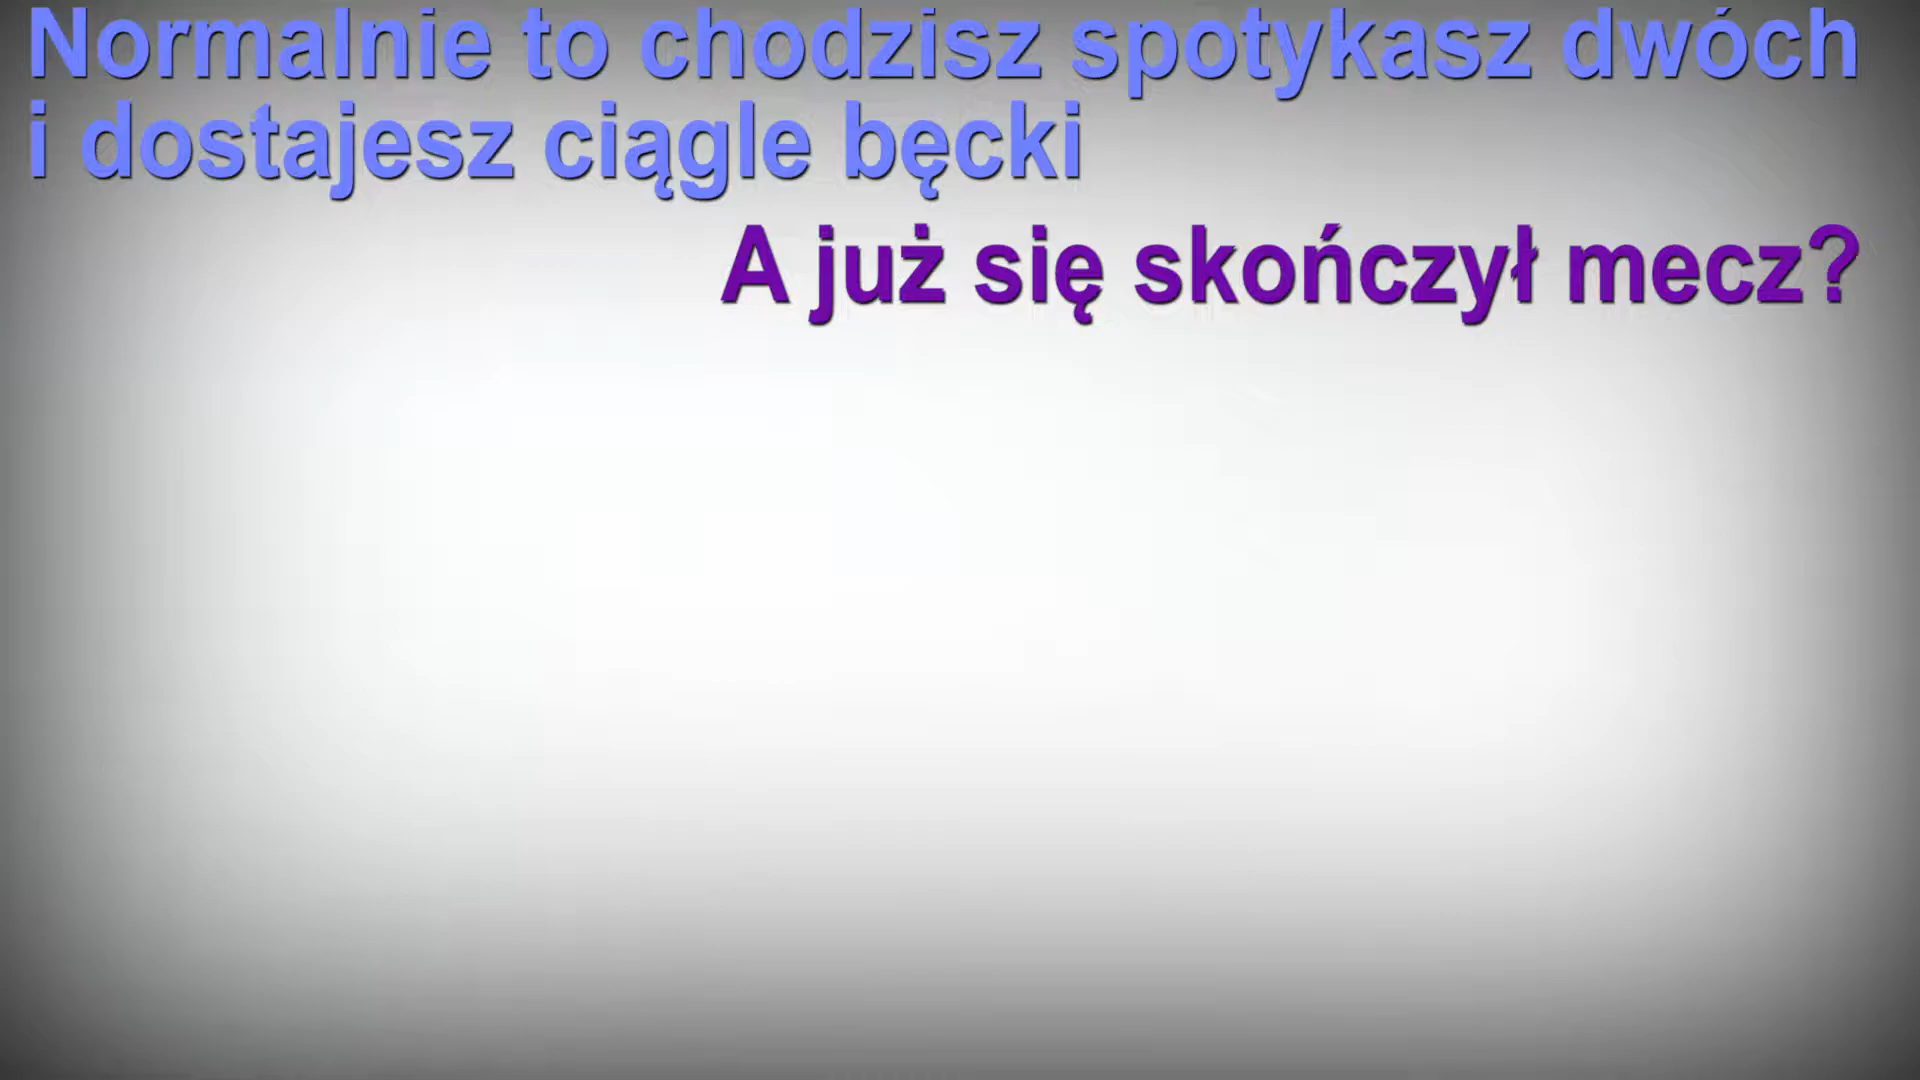 Normalnie to chodzisz spotykasz dwóch
i dostajesz ciągle bęcki
A już się skończył mecz?